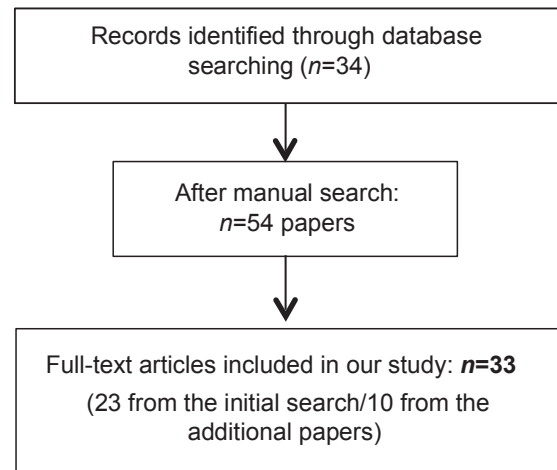 Records identified through database
searching (n=34)
After manual search:
n=54 papers
Full-text articles included in our study: n=33
(23 from the initial search/10 from the
additional papers)